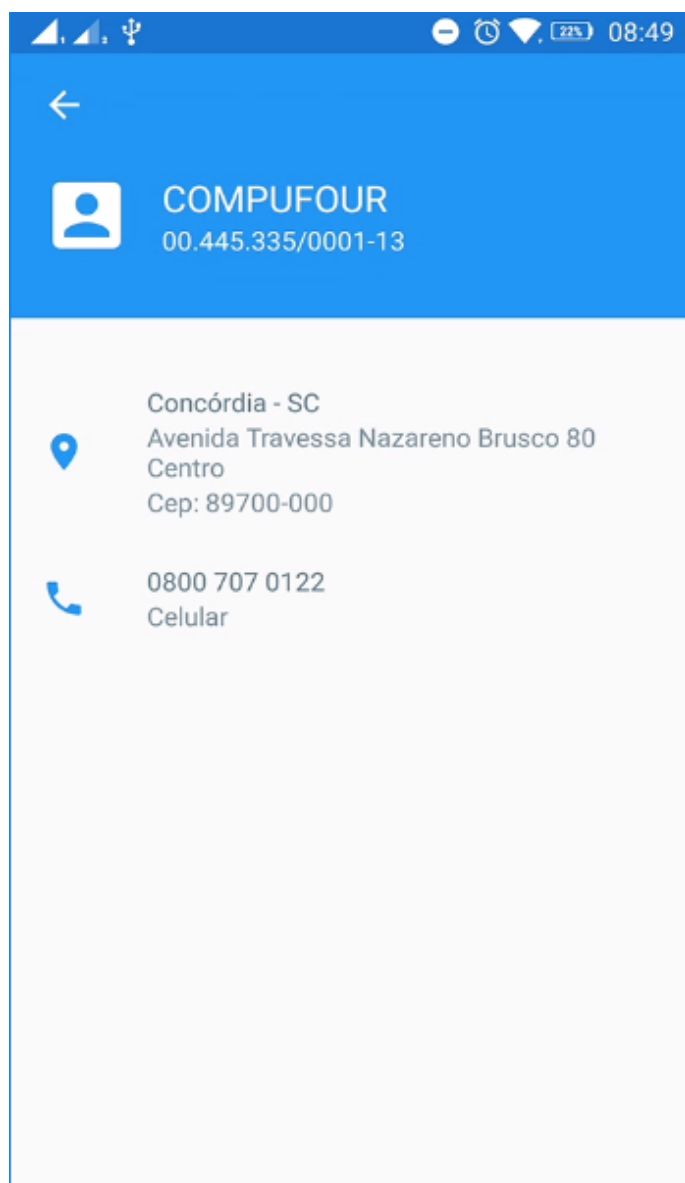 22% 08:49
COMPUFOUR
00.445.335/0001-13
Concórdia - SC
Avenida Travessa Nazareno Brusco 80
Centro
Cep: 89700-000
0800 707 0122
Celular